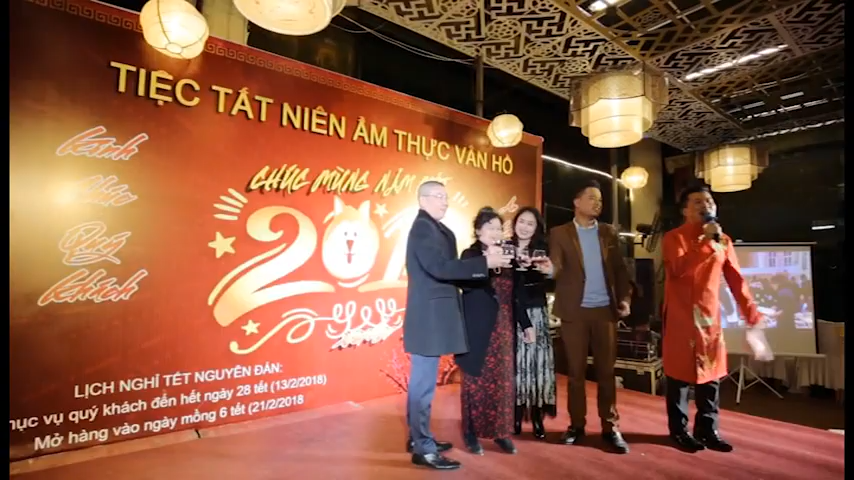 TIỆC TẤT NIÊN ẨM THỰC VÂN HỒ
Kính
Chúc
Quý
Khách
CHÚC MỪNG NĂM
LỊCH NGHỈ TẾT NGUYÊN ĐÁN:
phục vụ quý khách đến hết ngày 28 tết (13/2/2018)
mở hàng vào ngày mồng 6 tết (21/2/2018)